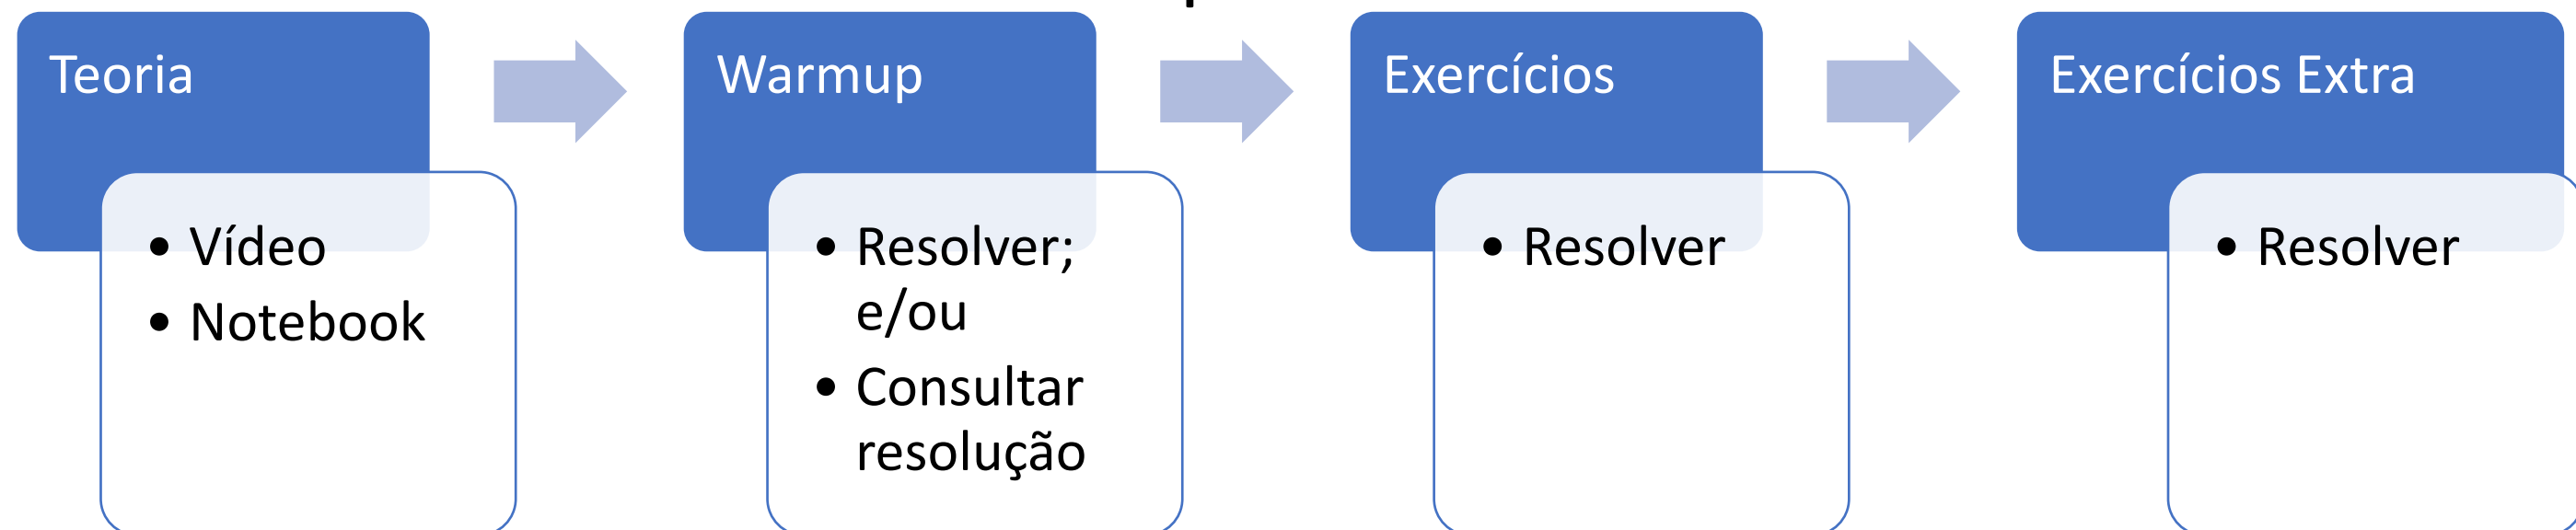 Teoria
• Vídeo
• Notebook
Warmup
• Resolver;
e/ou
• Consultar
resolução
Exercícios
• Resolver
Exercícios Extra
• Resolver